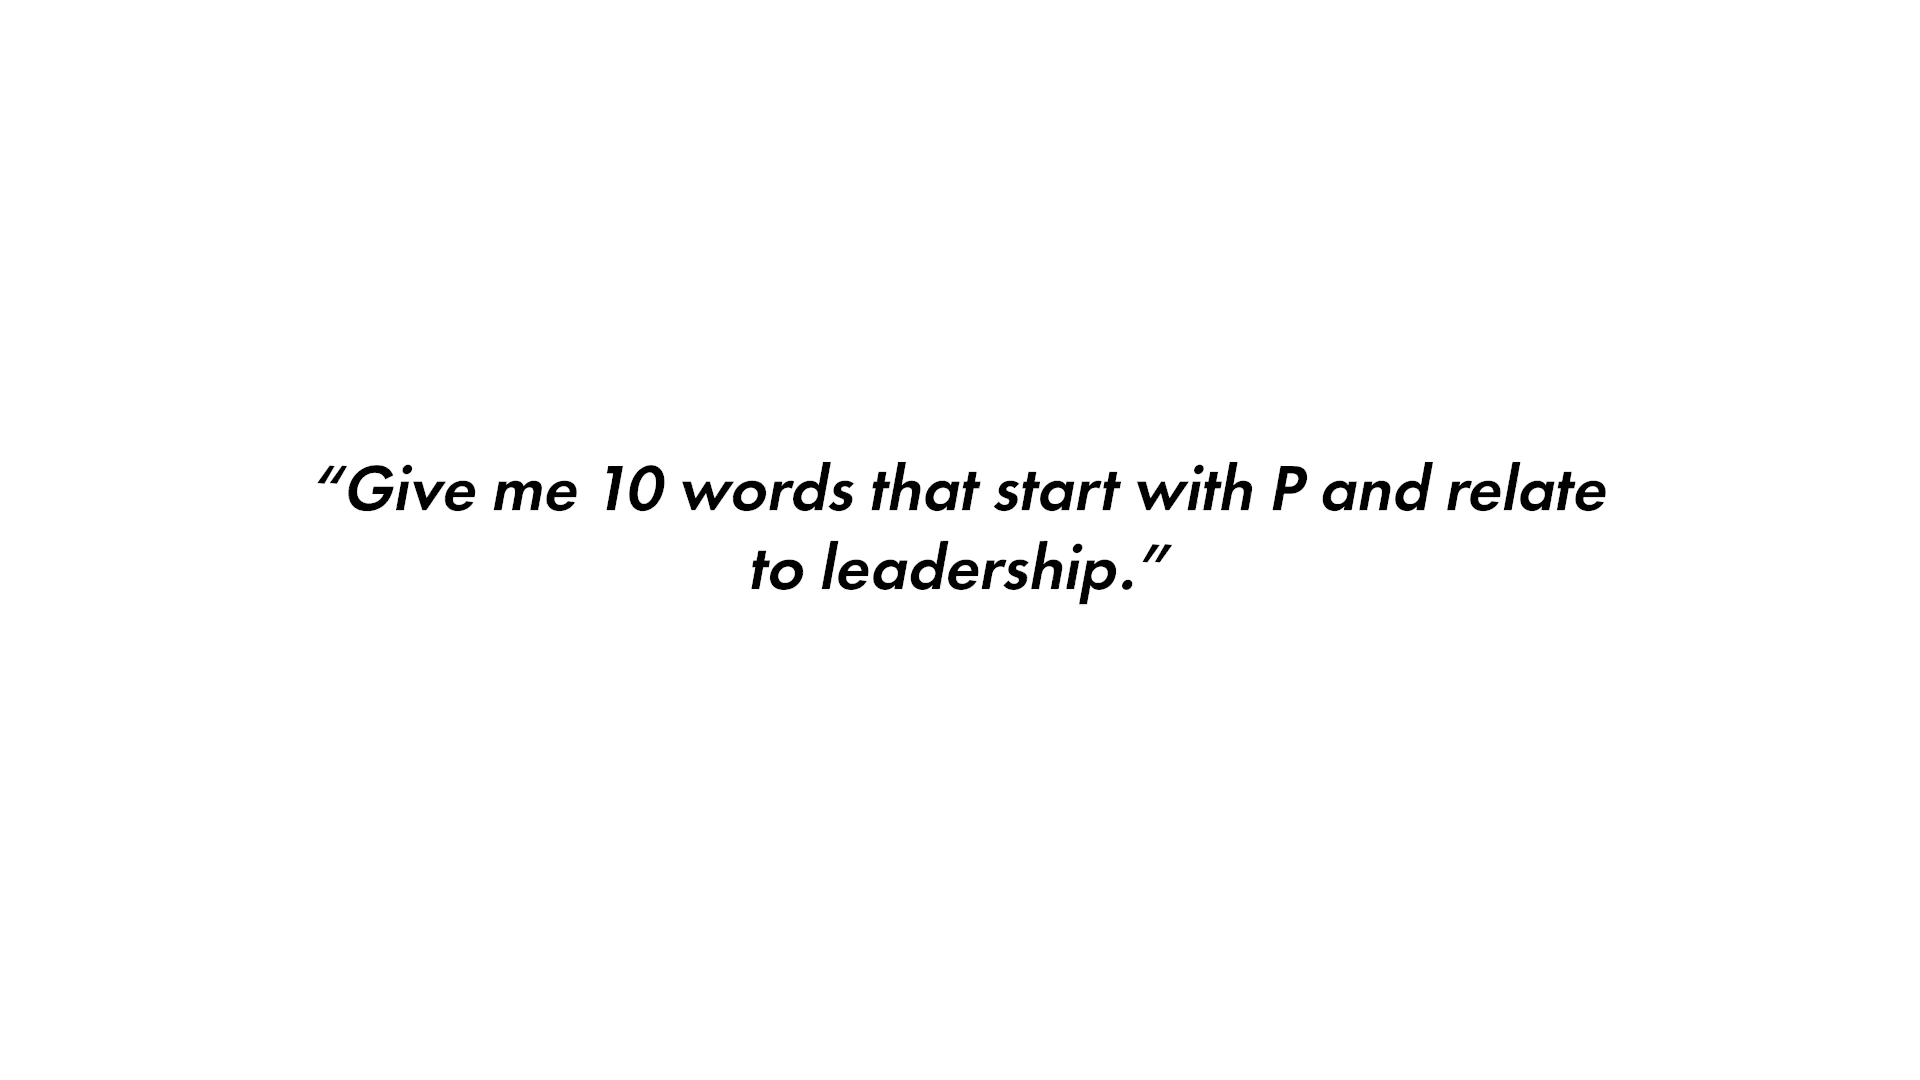 “Give me 10 words that start with P and relate
to leadership.”